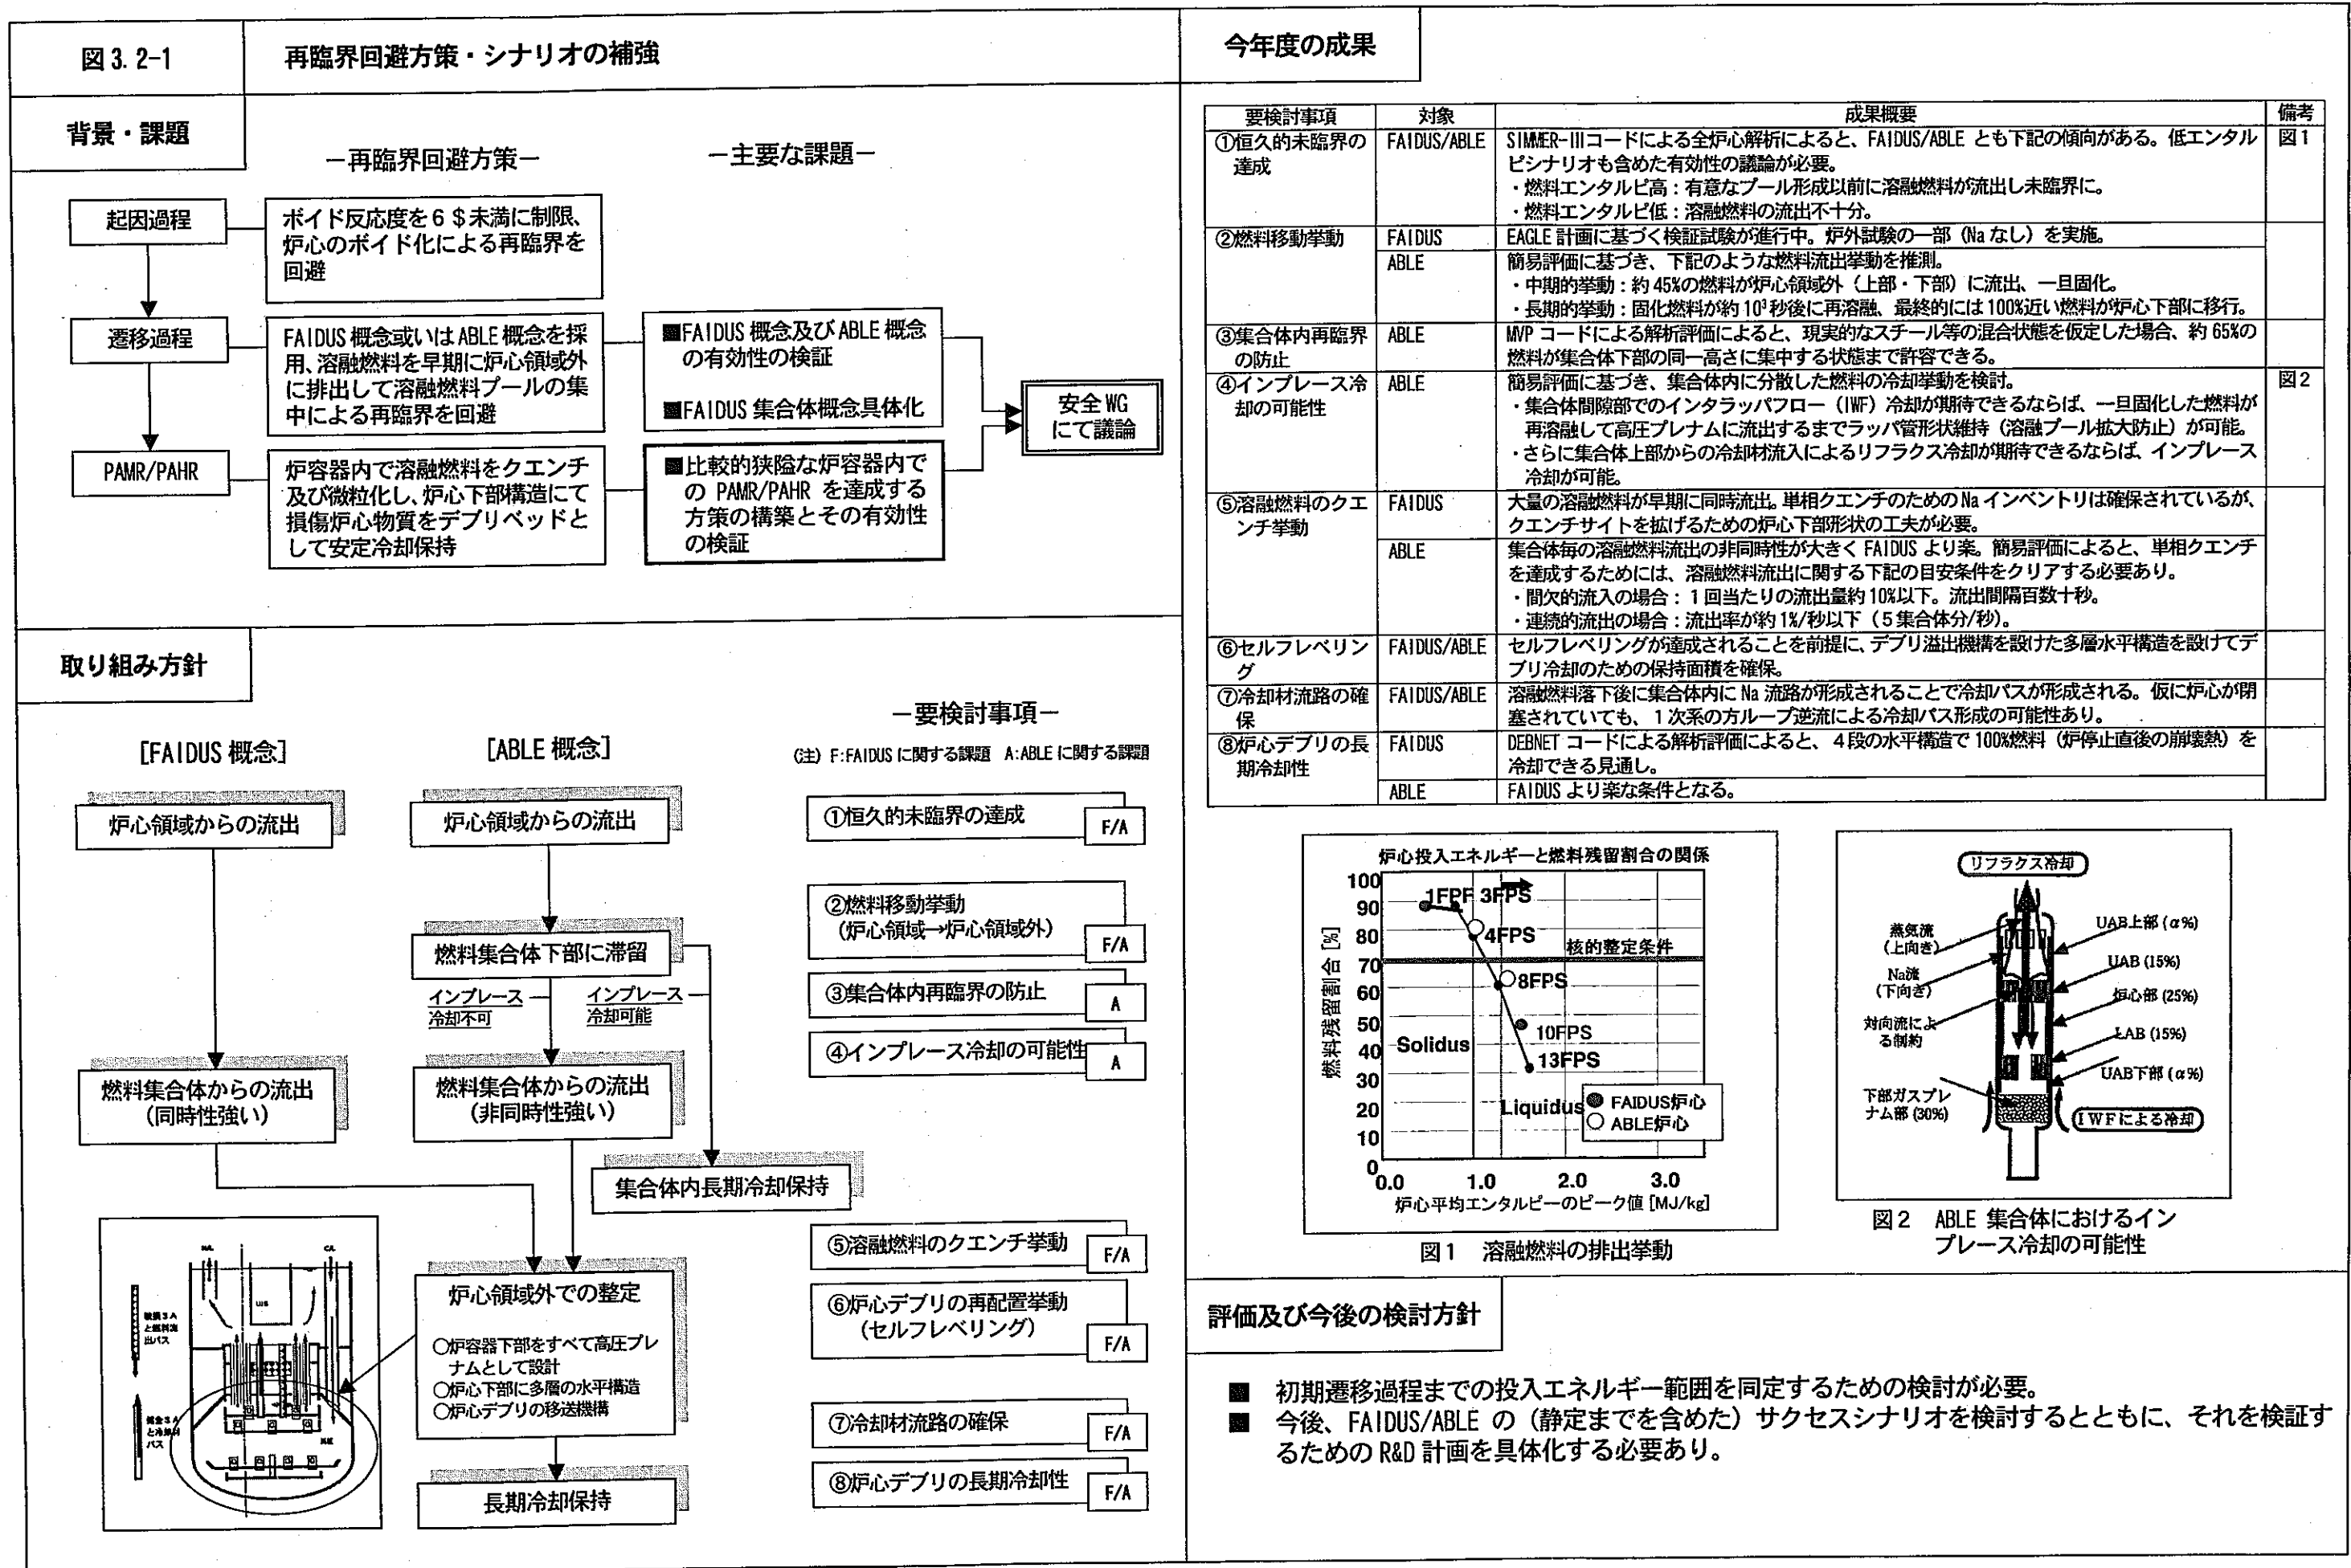 図3.2-1
再臨界回避方策・シナリオの補強
背景・課題
－再臨界回避方策－
－主要な課題－
起因過程
ボイド反応度を6＄未満に制限、
炉心のボイド化による再臨界を
回避
遷移過程
FAIDUS 概念或いは ABLE 概念を採
用、溶融燃料を早期に炉心領域外
に排出して溶融燃料プールの集
中による再臨界を回避
■FAIDUS 概念及び ABLE 概念
の有効性の検証
■FAIDUS 集合体概念具体化
安全 WG
にて議論
PAMR/PAHR
炉容器内で溶融燃料をクエンチ
及び微粒化し、炉心下部構造にて
損傷炉心物質をデブリベッドと
して安定冷却保持
■比較的狭隘な炉容器内で
の PAMR/PAHR を達成する
方策の構築とその有効性
の検証
取り組み方針
－要検討事項－
[FAIDUS 概念]
[ABLE 概念]
(注) F:FAIDUS に関する課題 A:ABLE に関する課題
炉心領域からの流出
炉心領域からの流出
燃料集合体下部に滞留
インプレース
冷却不可
インプレース
冷却可能
燃料集合体からの流出
(同時性強い)
燃料集合体からの流出
(非同時性強い)
集合体内長期冷却保持
炉心領域外での整定
○炉容器下部をすべて高圧プレ
ナムとして設計
○炉心下部に多層の水平構造
○炉心デブリの移送機構
長期冷却保持
①恒久的未臨界の達成
F/A
②燃料移動挙動
(炉心領域→炉心領域外)
F/A
③集合体内再臨界の防止
A
④インプレース冷却の可能性
A
⑤溶融燃料のクエンチ挙動
F/A
⑥炉心デブリの再配置挙動
(セルフレベリング)
F/A
⑦冷却材流路の確保
F/A
⑧炉心デブリの長期冷却性
F/A
H/L
C/L
UIS
破損SA
と燃料流
出パス
健全SA
パス
今年度の成果
要検討事項 対象 成果概要 備考
①恒久的未臨界の
達成
FAIDUS/ABLE
SIMMER-IIIコードによる全炉心解析によると、FAIDUS/ABLE とも下記の傾向がある。低エンタル
ピシナリオも含めた有効性の議論が必要。
・燃料エンタルピ高：有意なプール形成以前に溶融燃料が流出し未臨界に。
・燃料エンタルピ低：溶融燃料の流出不十分。
図1
②燃料移動挙動
FAIDUS
EAGLE 計画に基づく検証試験が進行中。炉外試験の一部（Na なし）を実施。
ABLE
簡易評価に基づき、下記のような燃料流出挙動を推測。
・中期的挙動：約 45%の燃料が炉心領域外（上部・下部）に流出、一旦固化。
・長期的挙動：固化燃料が約 10³ 秒後に再溶融、最終的には 100%近い燃料が炉心下部に移行。
③集合体内再臨界
の防止
ABLE
MVP コードによる解析評価によると、現実的なスチール等の混合状態を仮定した場合、約 65%の
燃料が集合体下部の同一高さに集中する状態まで許容できる。
④インプレース冷
却の可能性
ABLE
簡易評価に基づき、集合体内に分散した燃料の冷却挙動を検討。
・集合体間隙部でのインタラッパフロー（IWF）冷却が期待できるならば、一旦固化した燃料が
再溶融して高圧プレナムに流出するまでラッパ管形状維持（溶融プール拡大防止）が可能。
・さらに集合体上部からの冷却材流入によるリフラクス冷却が期待できるならば、インプレース
冷却が可能。
図2
⑤溶融燃料のクエ
ンチ挙動
FAIDUS
大量の溶融燃料が早期に同時流出。単相クエンチのための Na インベントリは確保されているが、
クエンチサイトを拡げるための炉心下部形状の工夫が必要。
ABLE
集合体毎の溶融燃料流出の非同時性が大きく FAIDUS より楽。簡易評価によると、単相クエンチ
を達成するためには、溶融燃料流出に関する下記の目安条件をクリアする必要あり。
・間欠的流入の場合：1回当たりの流出量約 10%以下。流出間隔百数十秒。
・連続的流出の場合：流出率が約 1%/秒以下（5集合体分/秒）。
⑥セルフレベリン
グ
FAIDUS/ABLE
セルフレベリングが達成されることを前提に、デブリ溢出機構を設けた多層水平構造を設けてデ
ブリ冷却のための保持面積を確保。
⑦冷却材流路の確
保
FAIDUS/ABLE
溶融燃料落下後に集合体内に Na 流路が形成されることで冷却パスが形成される。仮に炉心が閉
塞されていても、1次系の方ループ逆流による冷却パス形成の可能性あり。
⑧炉心デブリの長
期冷却性
FAIDUS
DEBNET コードによる解析評価によると、4段の水平構造で 100%燃料（炉停止直後の崩壊熱）を
冷却できる見通し。
ABLE
FAIDUS より楽な条件となる。
炉心投入エネルギーと燃料残留割合の関係
燃料残留割合 [%]
100
90
80
70
60
50
40
30
20
10
0
1FPF 3FPS
4FPS
核的整定条件
8FPS
10FPS
13FPS
Solidus
Liquidus
FAIDUS炉心
ABLE炉心
0.0 1.0 2.0 3.0
炉心平均エンタルピーのピーク値 [MJ/kg]
図1 溶融燃料の排出挙動
リフラクス冷却
蒸気流
(上向き)
Na流
(下向き)
対向流によ
る制約
下部ガスプレ
ナム部 (30%)
UAB上部 (α%)
UAB (15%)
炉心部 (25%)
LAB (15%)
UAB下部 (α%)
IWFによる冷却
図2 ABLE 集合体におけるイン
プレース冷却の可能性
評価及び今後の検討方針
■ 初期遷移過程までの投入エネルギー範囲を同定するための検討が必要。
■ 今後、FAIDUS/ABLE の（静定までを含めた）サクセスシナリオを検討するとともに、それを検証す
るための R&D 計画を具体化する必要あり。